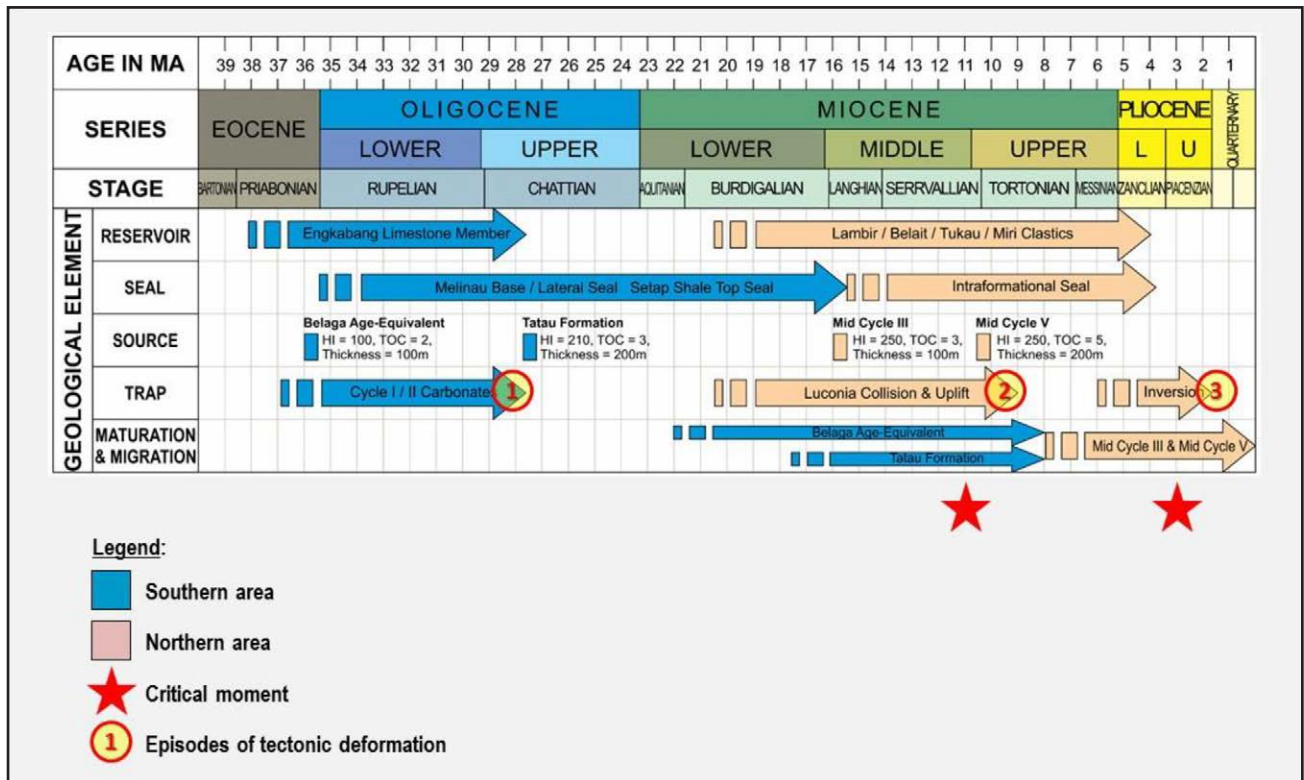 AGE IN MA 39 38 37 36 35 34 33 32 31 30 29 28 27 26 25 24 23 22 21 20 19 18 17 16 15 14 13 12 11 10 9 8 7 6 5 4 3 2 1
SERIES EOCENE OLIGOCENE MIOCENE PLIOCENE QUARTERNARY
LOWER UPPER LOWER MIDDLE UPPER L U
STAGE BARTONIAN PRIABONIAN RUPELIAN CHATTIAN AQUITANIAN BURDIGALIAN LANGHIAN SERRVALLIAN TORTONIAN MESSINIAN ZANCLIAN PIACENZIAN
GEOLOGICAL ELEMENT
RESERVOIR Engkabang Limestone Member Lambir / Belait / Tukau / Miri Clastics
SEAL Melinau Base / Lateral Seal Setap Shale Top Seal Intraformational Seal
SOURCE
Belaga Age-Equivalent
HI = 100, TOC = 2,
Thickness = 100m
Tatau Formation
HI = 210, TOC = 3,
Thickness = 200m
Mid Cycle III
HI = 250, TOC = 3,
Thickness = 100m
Mid Cycle V
HI = 250, TOC = 5,
Thickness = 200m
TRAP Cycle I / II Carbonates 1 Luconia Collision & Uplift 2 Inversion 3
MATURATION
& MIGRATION
Belaga Age-Equivalent
Tatau Formation
Mid Cycle III & Mid Cycle V
Legend:
Southern area
Northern area
Critical moment
1 Episodes of tectonic deformation